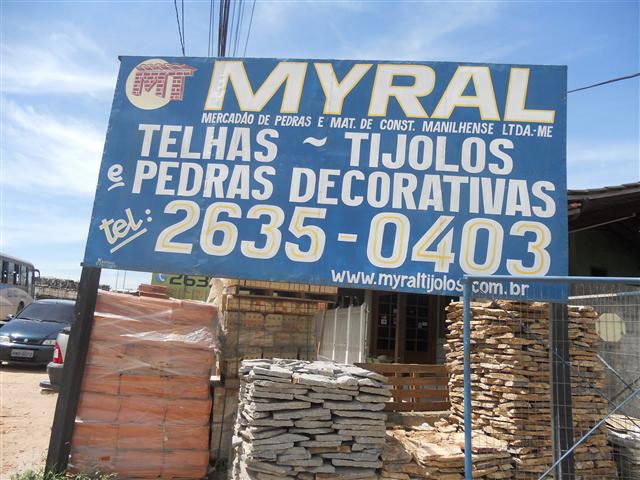 MT MYRAL
MERCADÃO DE PEDRAS E MAT. DE CONST. MANILHENSE LTDA.-ME
TELHAS ~ TIJOLOS
e PEDRAS DECORATIVAS
tel: 2635-0403
www.myraltijolos.com.br
2635